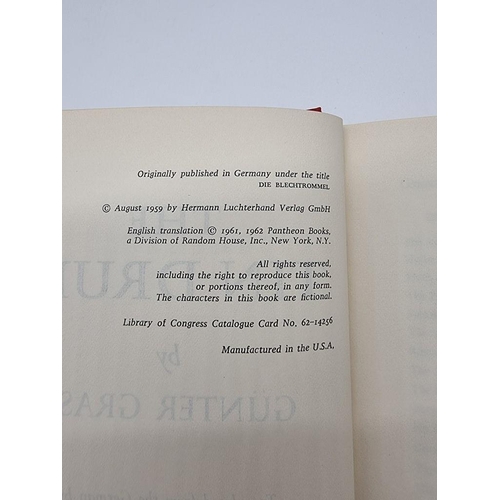 Originally published in Germany under the title
DIE BLECHTROMMEL
© August 1959 by Hermann Luchterhand Verlag GmbH
English translation © 1961, 1962 Pantheon Books,
a Division of Random House, Inc., New York, N.Y.
All rights reserved,
including the right to reproduce this book,
or portions thereof, in any form.
The characters in this book are fictional.
Library of Congress Catalogue Card No. 62-14256
Manufactured in the U.S.A.